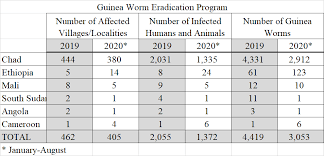 Guinea Worm Eradication Program
Number of Affected Villages/Localities Number of Infected Humans and Animals Number of Guinea Worms
2019 2020* 2019 2020* 2019 2020*
Chad 444 380 2,031 1,335 4,331 2,912
Ethiopia 5 14 8 24 61 123
Mali 8 5 9 5 12 10
South Sudan 2 1 4 1 11 1
Angola 2 1 2 1 3 1
Cameroon 1 4 1 6 1 6
TOTAL 462 405 2,055 1,372 4,419 3,053
* January-August